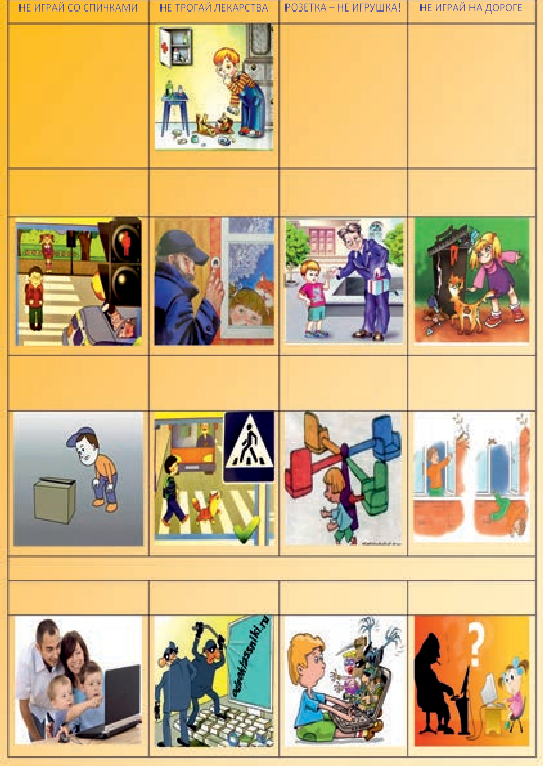 НЕ ИГРАЙ СО СПИЧКАМИ
НЕ ТРОГАЙ ЛЕКАРСТВА
РОЗЕТКА – НЕ ИГРУШКА!
НЕ ИГРАЙ НА ДОРОГЕ
?